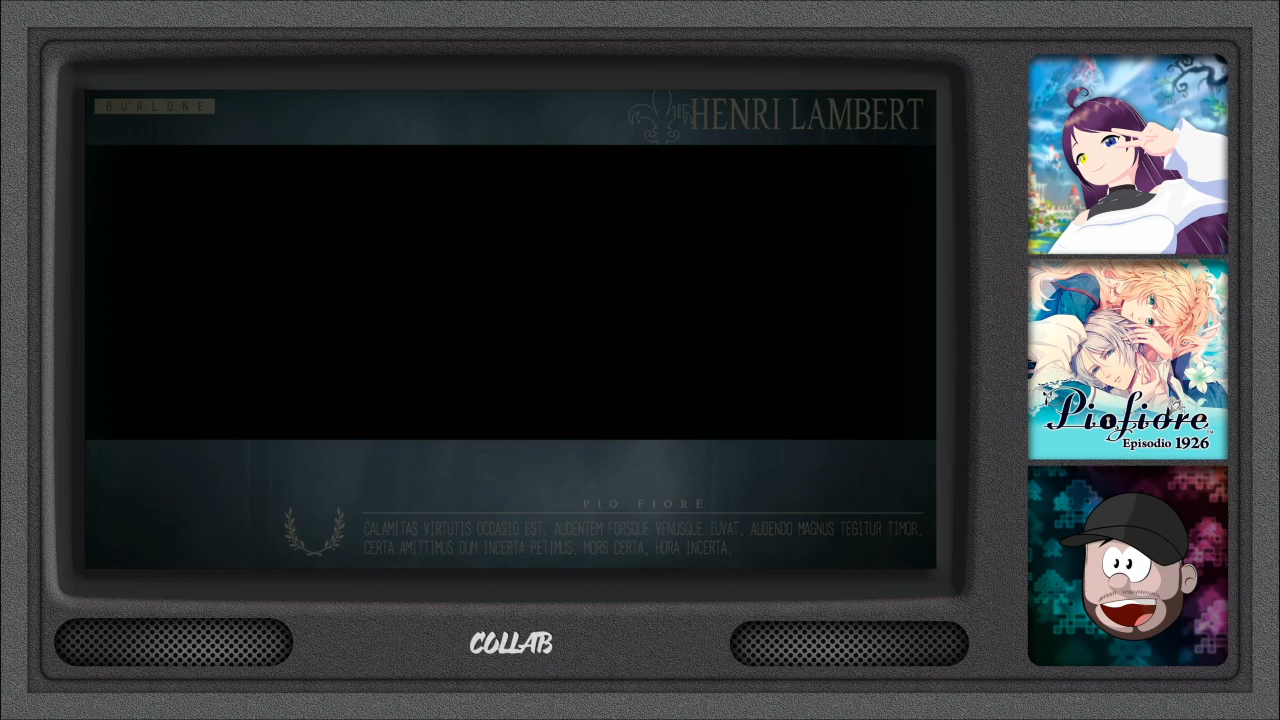 BURLONE
HENRI LAMBERT
PIO FIORE
CALAMITAS VIRTUTIS OCCASIO EST. AUDENTEM FORSQUE VENUSQUE IUVAT. AUDENDO MAGNUS TEGITUR TIMOR.
CERTA AMITTIMUS DUM INCERTA PETIMUS. MORS CERTA, HORA INCERTA.
Piofiore
Episodio 1926
COLLAB